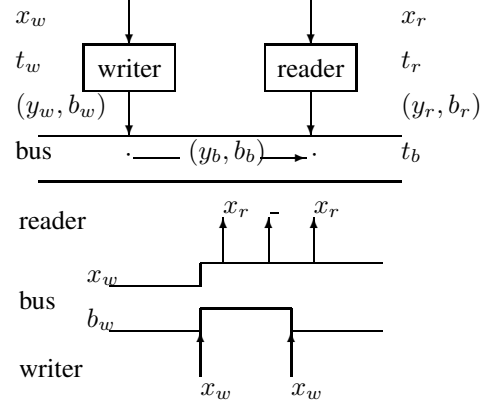 x_w x_r
t_w writer reader t_r
(y_w, b_w) (y_r, b_r)
bus (y_b, b_b) t_b
reader x_r - x_r
x_w
bus
b_w
writer
x_w x_w